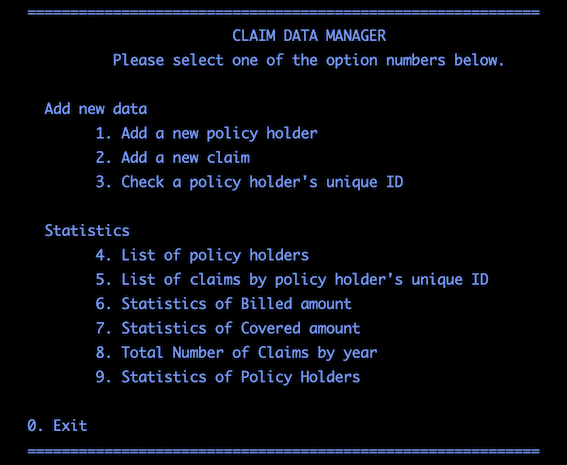 ============================================================
CLAIM DATA MANAGER
Please select one of the option numbers below.
Add new data
1. Add a new policy holder
2. Add a new claim
3. Check a policy holder's unique ID
Statistics
4. List of policy holders
5. List of claims by policy holder's unique ID
6. Statistics of Billed amount
7. Statistics of Covered amount
8. Total Number of Claims by year
9. Statistics of Policy Holders
0. Exit
============================================================